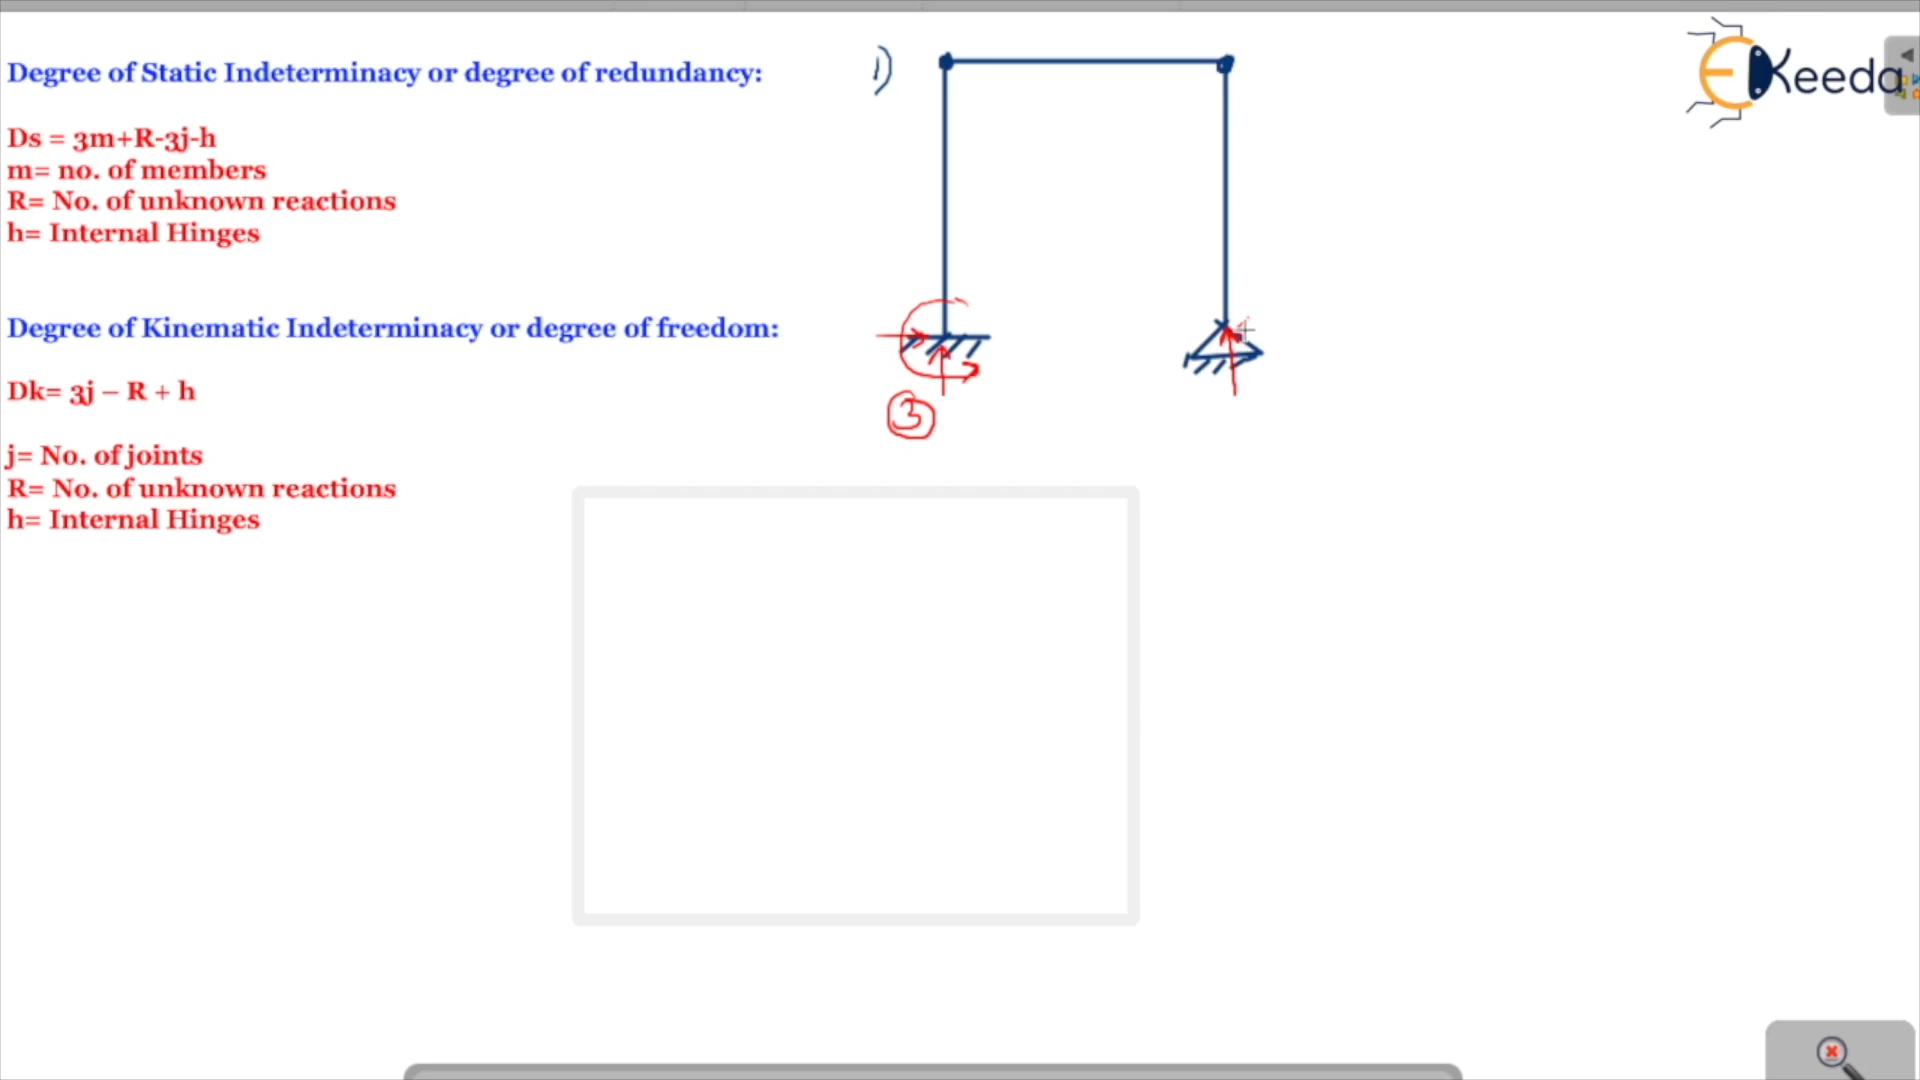 Degree of Static Indeterminacy or degree of redundancy:
Ds = 3m+R-3j-h
m= no. of members
R= No. of unknown reactions
h= Internal Hinges
Degree of Kinematic Indeterminacy or degree of freedom:
Dk= 3j – R + h
j= No. of joints
R= No. of unknown reactions
h= Internal Hinges
1)
3
EKeeda